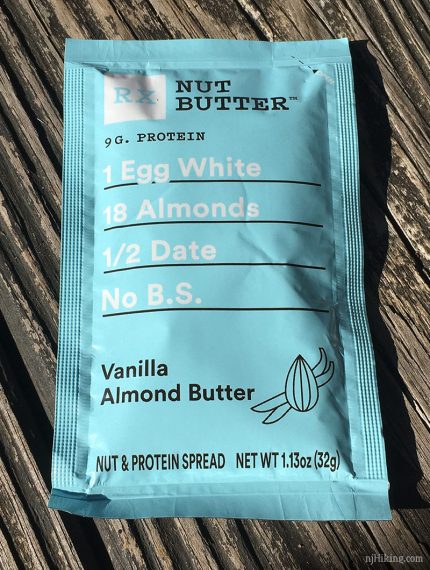 RX
NUT
BUTTER™
9G. PROTEIN
1 Egg White
18 Almonds
1/2 Date
No B.S.
Vanilla
Almond Butter
NUT & PROTEIN SPREAD NET WT 1.13oz (32g)
njHiking.com